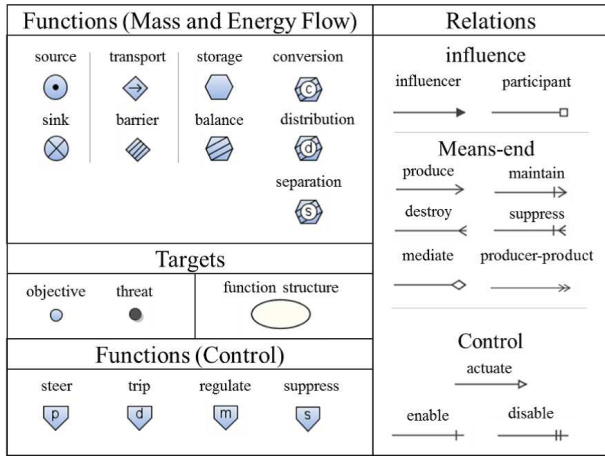 Functions (Mass and Energy Flow)
source transport storage conversion
c
sink barrier balance distribution
d
separation
s
Targets
objective threat function structure
Functions (Control)
steer trip regulate suppress
p d m s
Relations
influence
influencer participant
Means-end
produce maintain
destroy suppress
mediate producer-product
Control
actuate
enable disable